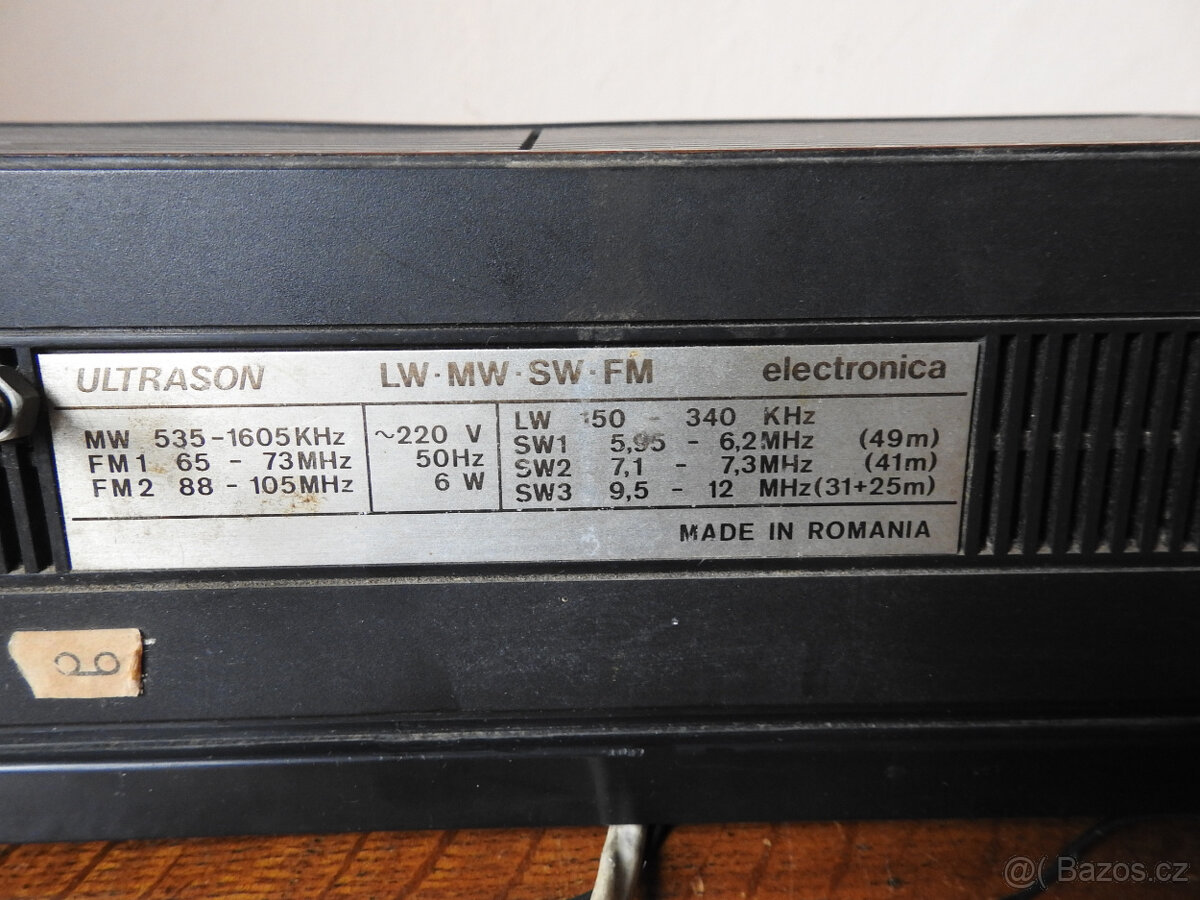 ULTRASON LW·MW·SW·FM electronica
MW 535-1605KHz
FM1 65 - 73MHz
FM2 88 - 105MHz
~220 V
50Hz
6 W
LW 150 - 340 KHz
SW1 5,95 - 6,2MHz (49m)
SW2 7,1 - 7,3MHz (41m)
SW3 9,5 - 12 MHz(31+25m)
MADE IN ROMANIA
@( Bazos.cz